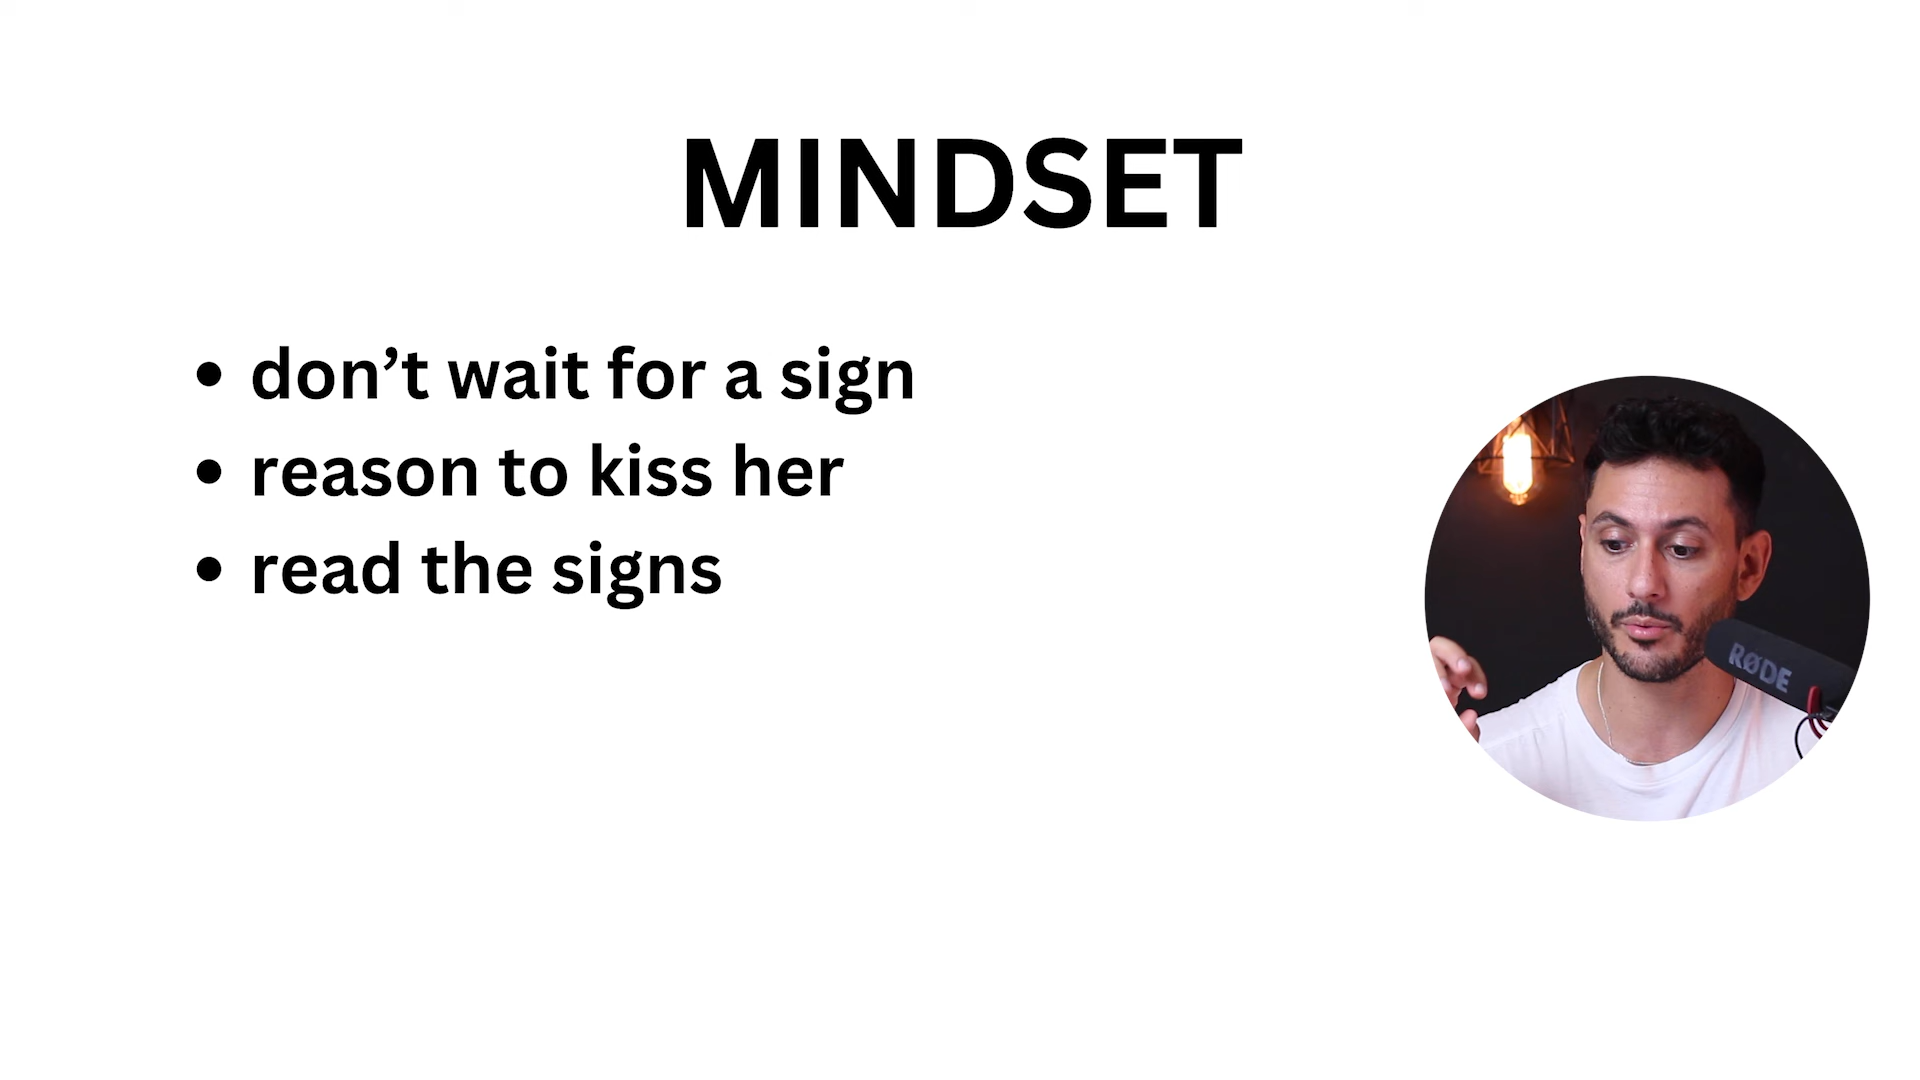 MINDSET
• don’t wait for a sign
• reason to kiss her
• read the signs
RØDE